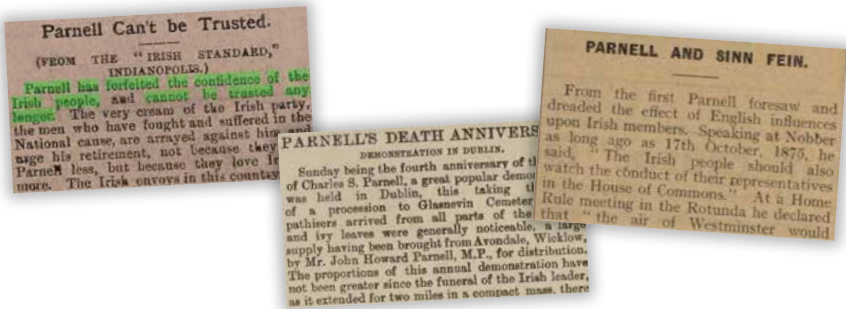 Parnell Can't be Trusted.
(FROM THE "IRISH STANDARD,"
INDIANOPOLIS.)
Parnell has forfeited the confidence of the
Irish people, and cannot be trusted any
longer. The very cream of the Irish party,
the men who have fought and suffered in the
National cause, are arrayed against him and
urge his retirement, not because they
Parnell less, but because they love
more. The Irish envoys in this country
PARNELL'S DEATH ANNIVERS
DEMONSTRATION IN DUBLIN.
Sunday being the fourth anniversary of
of Charles S. Parnell, a great popular
was held in Dublin, this taking
of a procession to Glasnevin
pathisers arrived from all parts of the
and ivy leaves were generally noticeable, a large
supply having been brought from Avondale, Wicklow,
by Mr. John Howard Parnell, M.P., for distribution.
The proportions of this annual demonstration have
not been greater since the funeral of the Irish leader,
as it extended for two miles in a compact mass, there
PARNELL AND SINN FEIN.
From the first Parnell foresaw and
dreaded the effect of English influences
upon Irish members. Speaking at Nobber
as long ago as 17th October, 1875, he
said, "The Irish people should also
watch the conduct of their representatives
in the House of Commons." At a Home
Rule meeting in the Rotunda he declared
that "the air of Westminster would